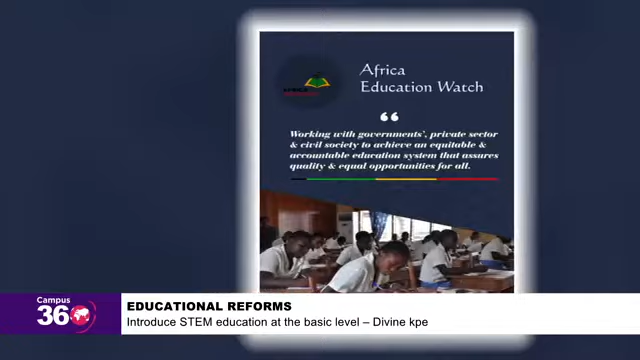 Africa
Education Watch
“
Working with governments', private sector
& civil society to achieve an equitable &
accountable education system that assures
quality & equal opportunities for all.
Campus
36
EDUCATIONAL REFORMS
Introduce STEM education at the basic level – Divine kpe